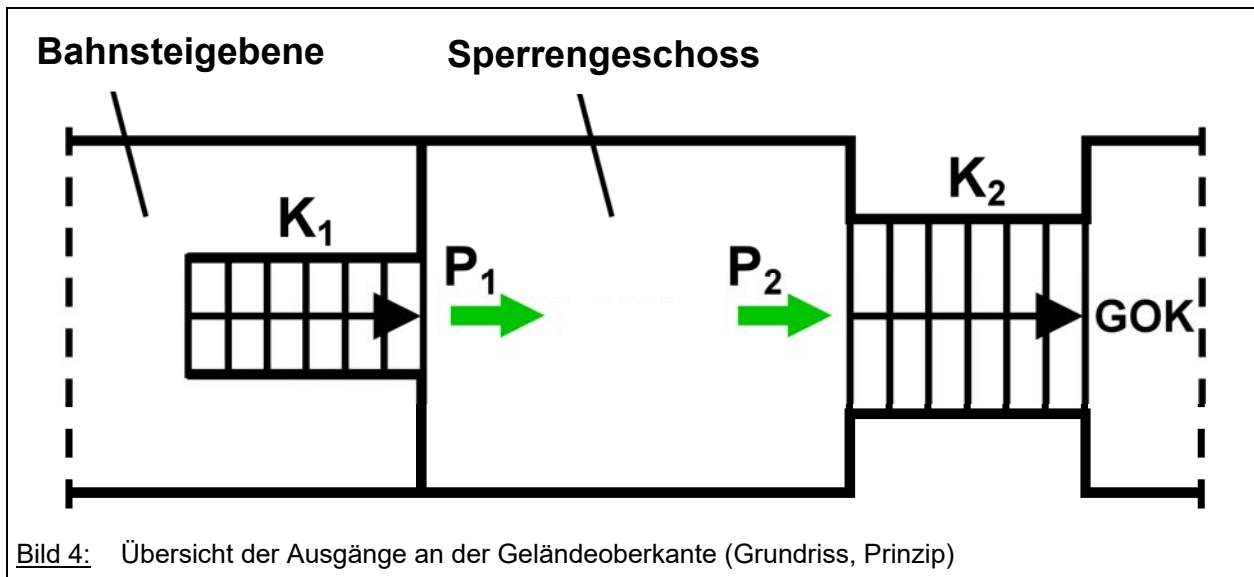 Bahnsteigebene
Sperrengeschoss
K₁
K₂
P₁
P₂
GOK
Bild 4: Übersicht der Ausgänge an der Geländeoberkante (Grundriss, Prinzip)